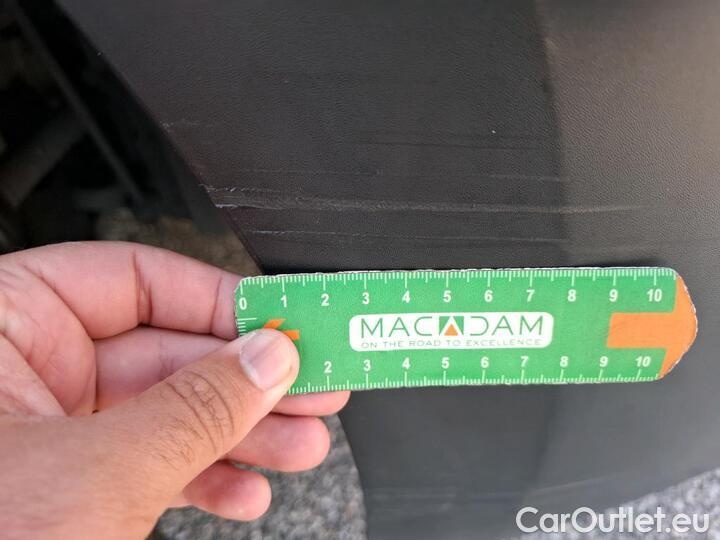 0 1 2 3 4 5 6 7 8 9 10
MACADAM
ON THE ROAD TO EXCELLENCE
2 3 4 5 6 7 8 9 10
CarOutlet.eu